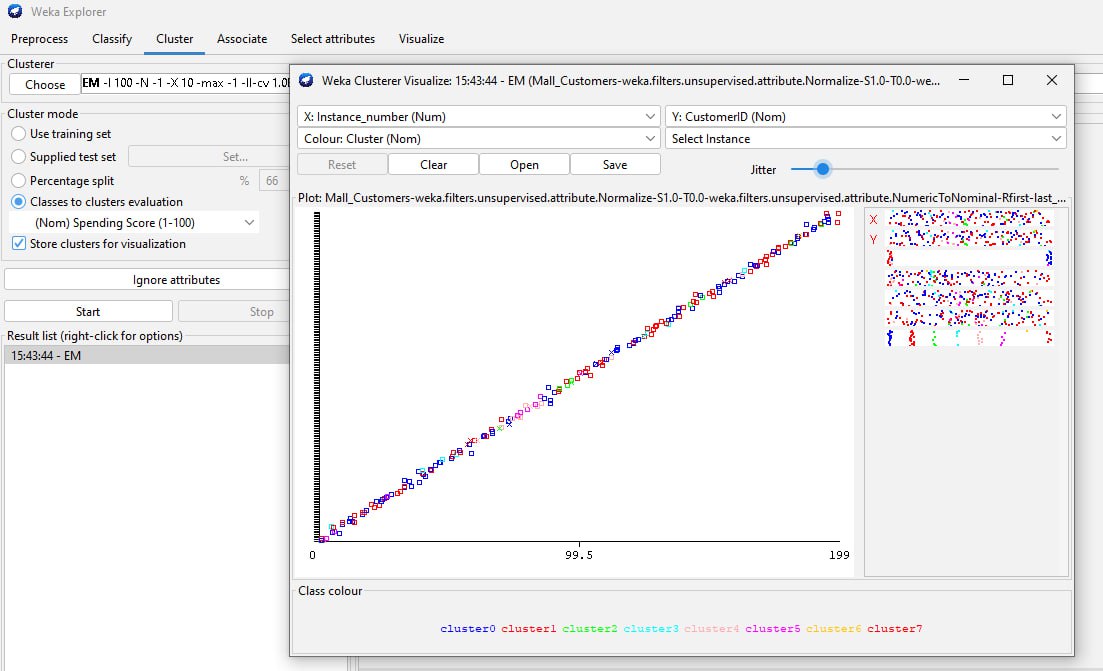 Weka Explorer
Preprocess Classify Cluster Associate Select attributes Visualize
Clusterer
Choose EM -I 100 -N -1 -X 10 -max -1 -ll-cv 1.0E
Cluster mode
Use training set
Supplied test set Set...
Percentage split % 66
Classes to clusters evaluation
(Nom) Spending Score (1-100)
Store clusters for visualization
Ignore attributes
Start Stop
Result list (right-click for options)
15:43:44 - EM
Weka Clusterer Visualize: 15:43:44 - EM (Mall_Customers-weka.filters.unsupervised.attribute.Normalize-S1.0-T0.0-we...
X: Instance_number (Num) Y: CustomerID (Nom)
Colour: Cluster (Nom) Select Instance
Reset Clear Open Save Jitter
Plot: Mall_Customers-weka.filters.unsupervised.attribute.Normalize-S1.0-T0.0-weka.filters.unsupervised.attribute.NumericToNominal-Rfirst-last_...
X
Y
0 99.5 199
Class colour
cluster0 cluster1 cluster2 cluster3 cluster4 cluster5 cluster6 cluster7